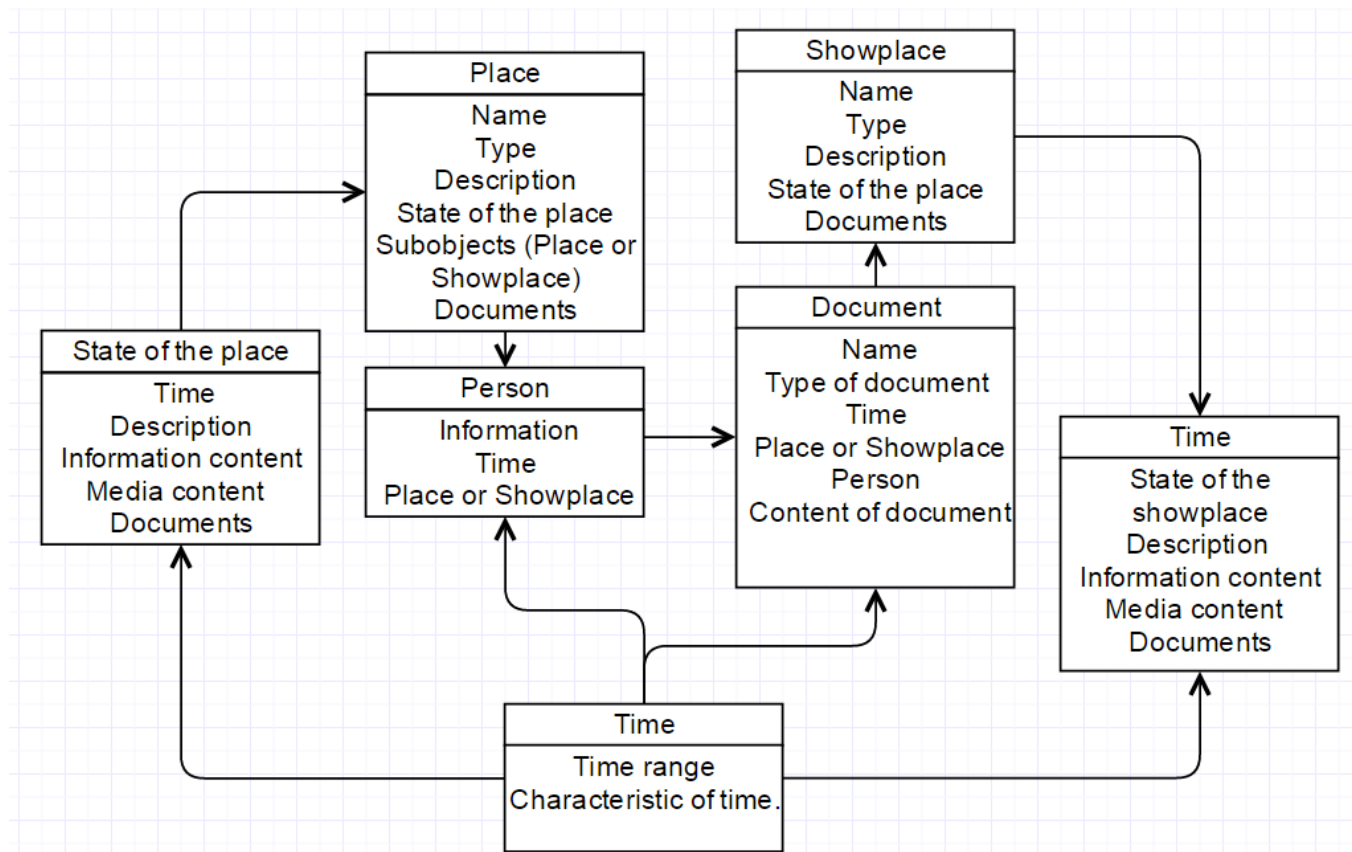 Place
Name
Type
Description
State of the place
Subobjects (Place or
Showplace)
Documents
Showplace
Name
Type
Description
State of the place
Documents
State of the place
Time
Description
Information content
Media content
Documents
Person
Information
Time
Place or Showplace
Document
Name
Type of document
Time
Place or Showplace
Person
Content of document
Time
State of the
showplace
Description
Information content
Media content
Documents
Time
Time range
Characteristic of time.